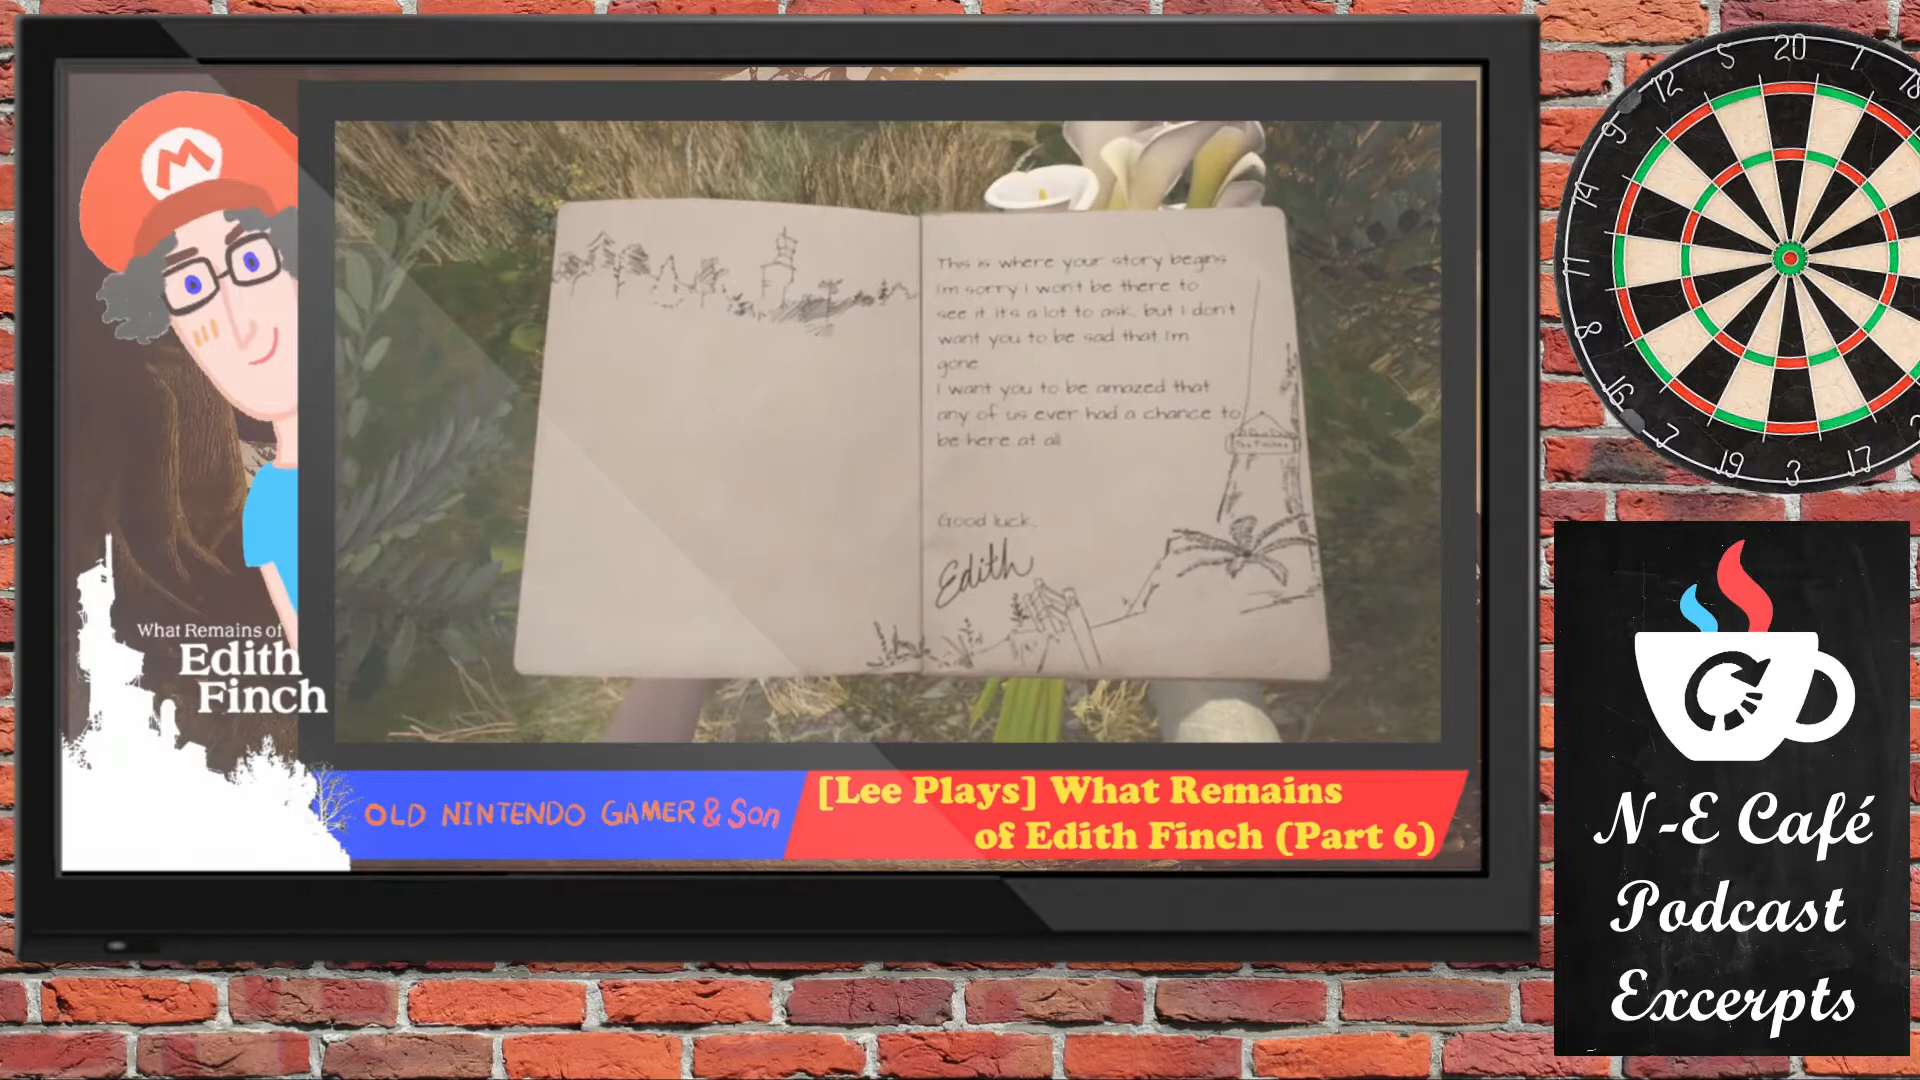 M
This is where your story begins
I'm sorry I won't be there to
see it it's a lot to ask, but I don't
want you to be sad that I'm
gone
I want you to be amazed that
any of us ever had a chance to
be here at all
Good luck,
Edith
What Remains of
Edith
Finch
OLD NINTENDO GAMER & Son
[Lee Plays] What Remains
of Edith Finch (Part 6)
20
5
1
12
18
9
14
11
8
16
7
19
3
17
2
N-E Café
Podcast
Excerpts